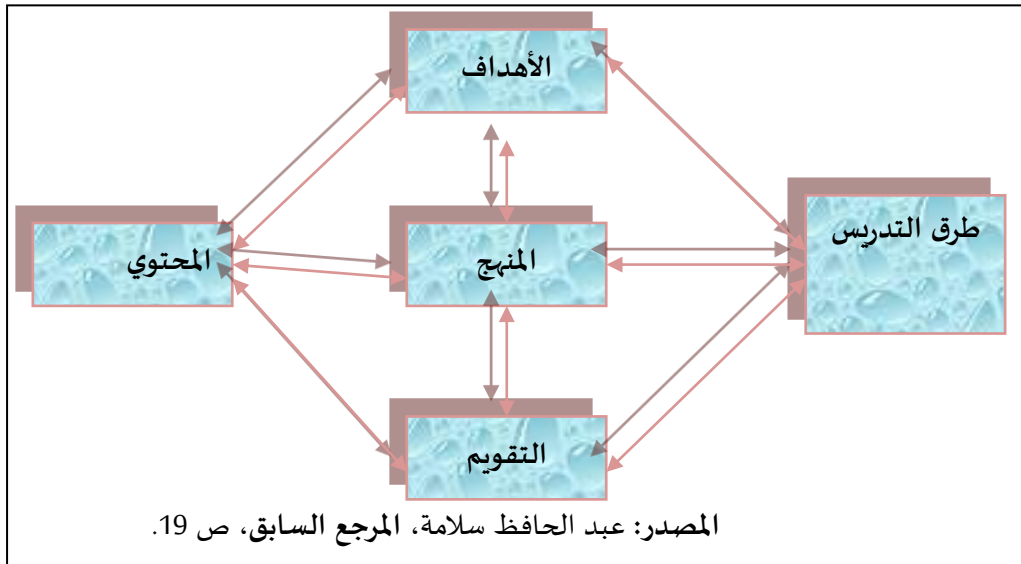 الأهداف
طرق التدريس
المنهج
المحتوي
التقويم
المصدر: عبد الحافظ سلامة، المرجع السابق، ص 19.